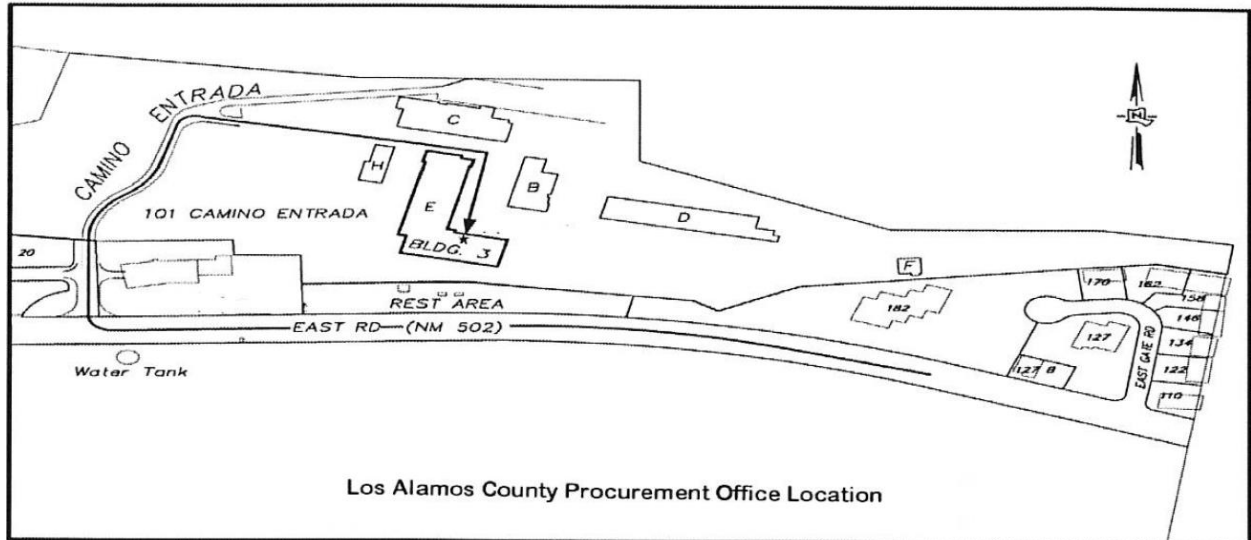 CAMINO ENTRADA
C
H
B
E
D
101 CAMINO ENTRADA
BLDG. 3
20
F
REST AREA
EAST RD (NM 502)
Water Tank
182
170
162
158
146
127
134
127 B
122
EAST GATE RD
110
N
Los Alamos County Procurement Office Location